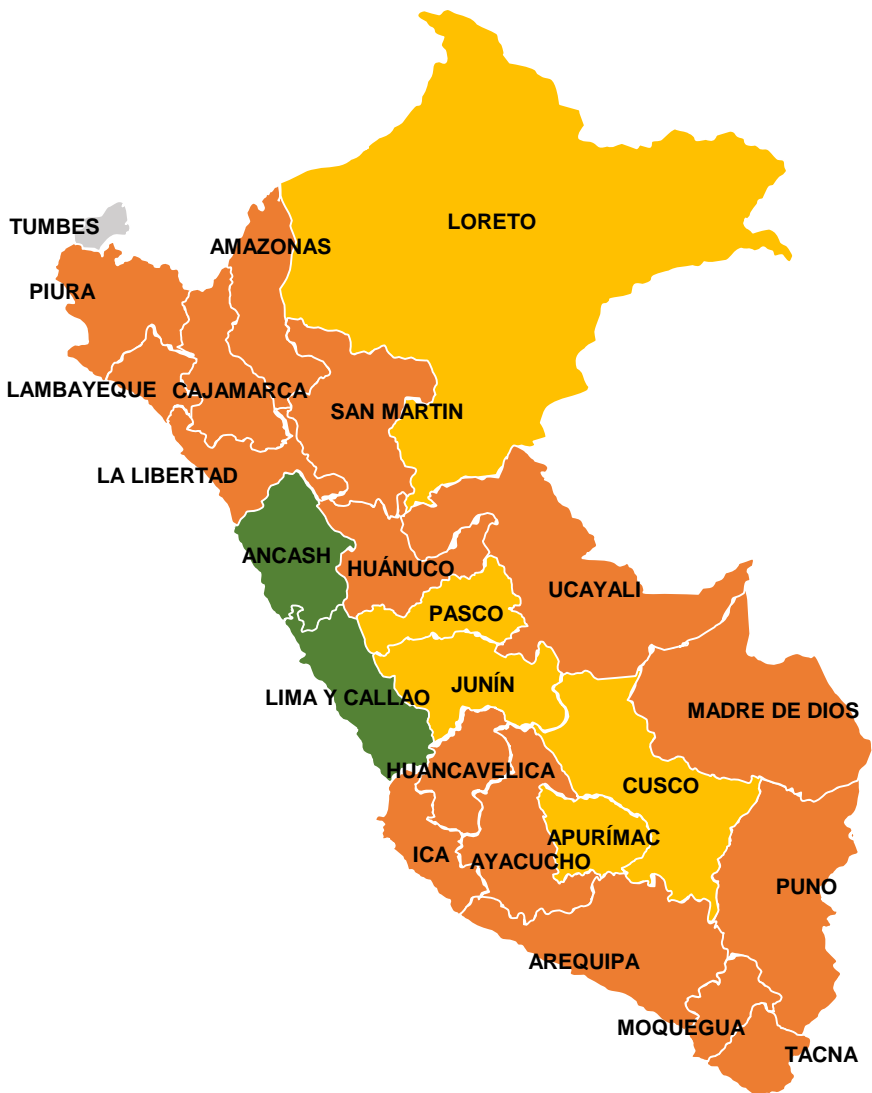 LORETO
TUMBES
AMAZONAS
PIURA
LAMBAYEQUE
CAJAMARCA
SAN MARTIN
LA LIBERTAD
ANCASH
HUÁNUCO
UCAYALI
PASCO
JUNÍN
LIMA Y CALLAO
MADRE DE DIOS
HUANCAVELICA
CUSCO
APURÍMAC
ICA
AYACUCHO
PUNO
AREQUIPA
MOQUEGUA
TACNA